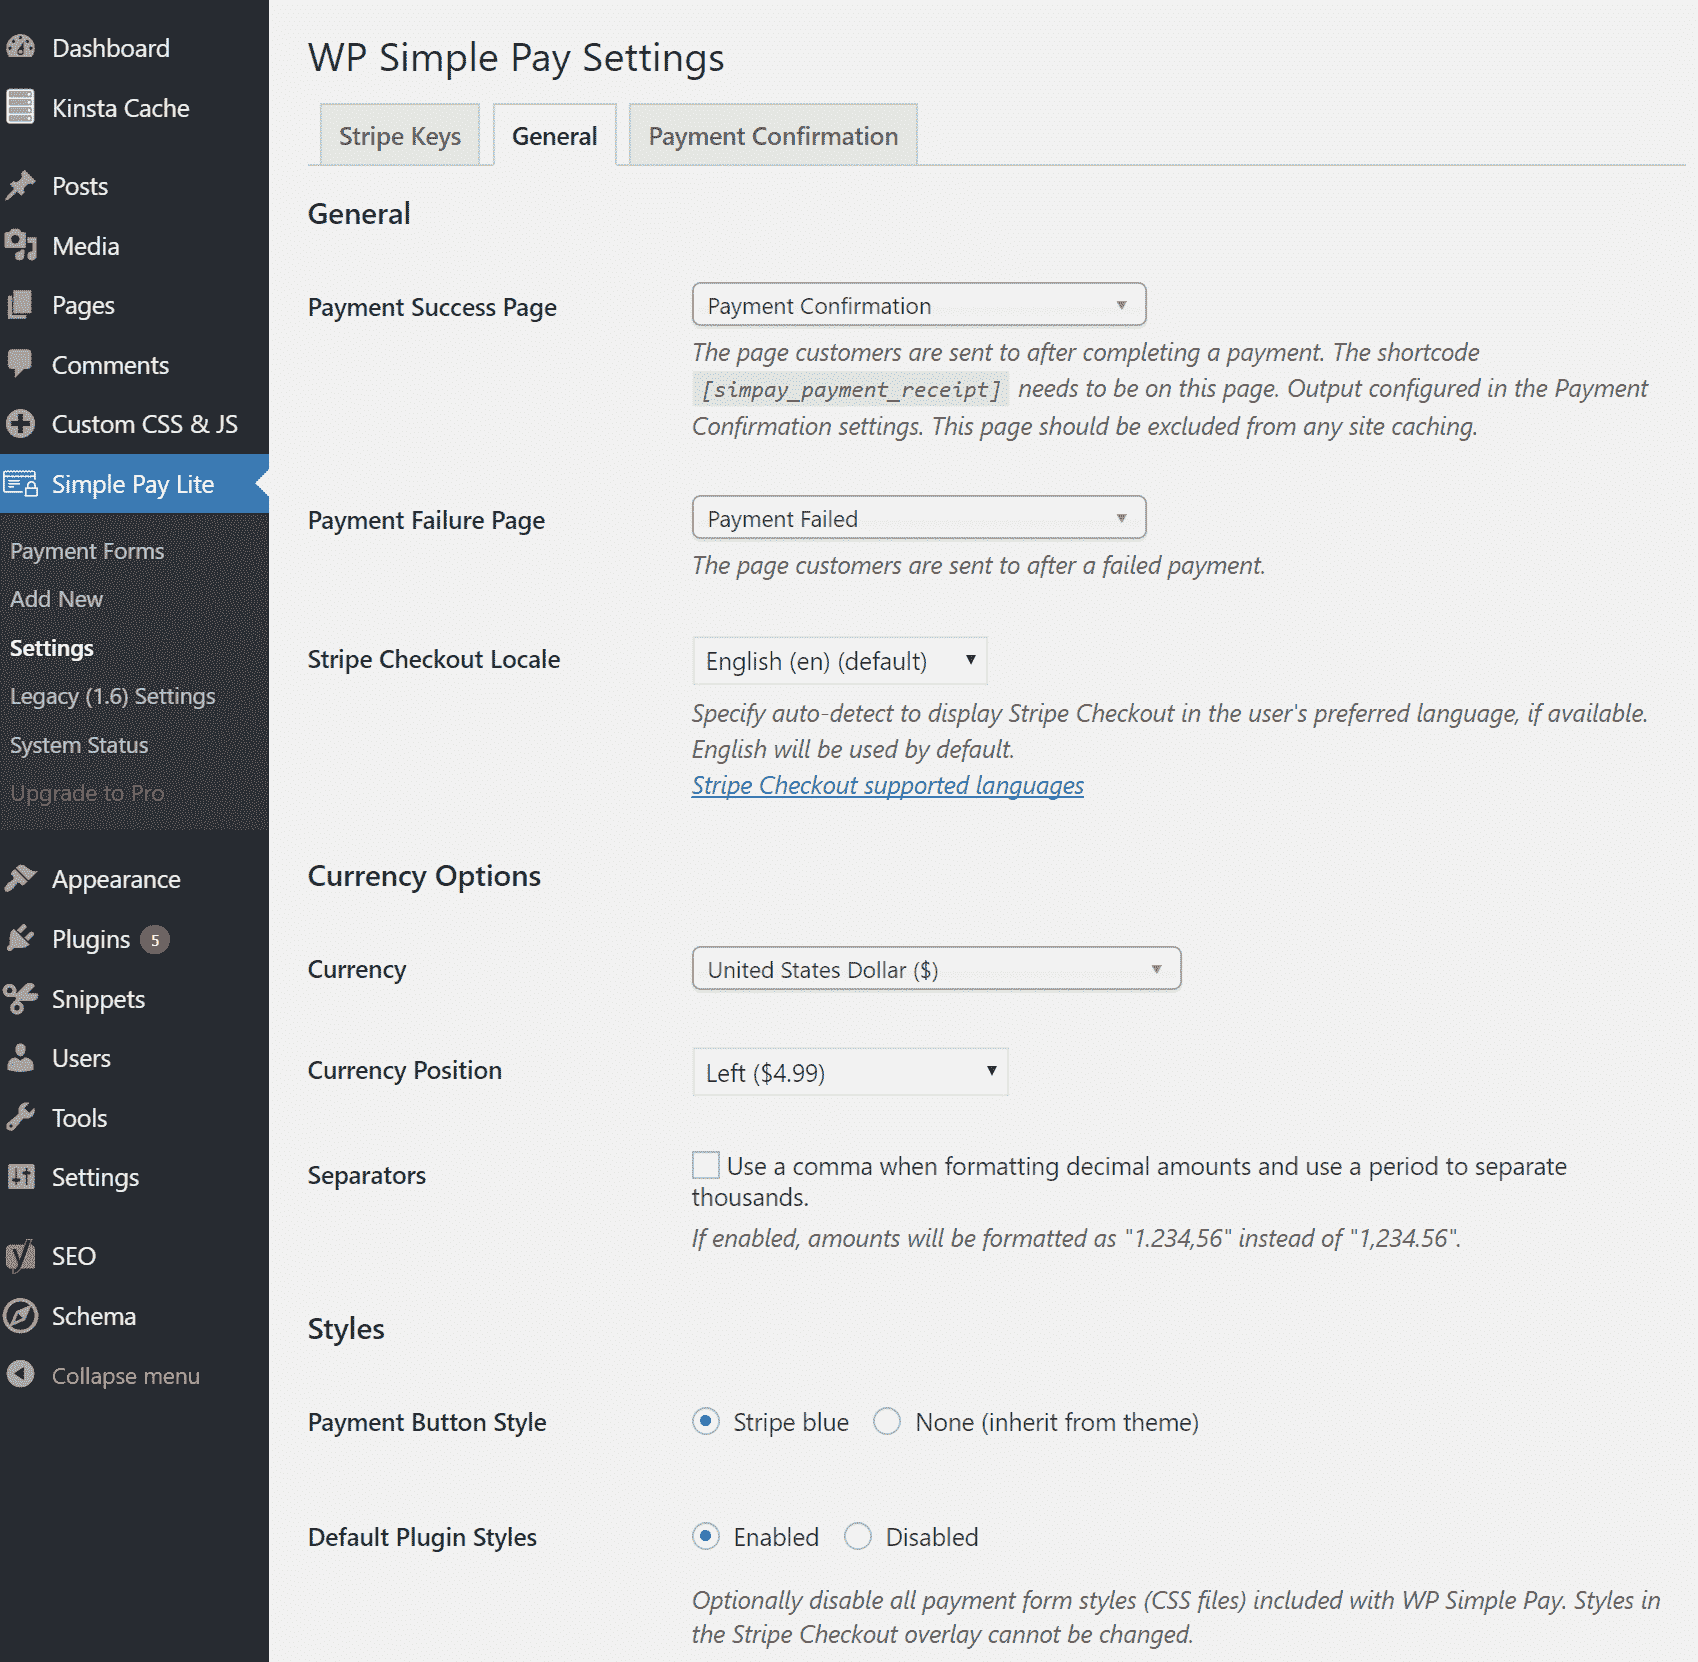 Dashboard
Kinsta Cache
Posts
Media
Pages
Comments
Custom CSS & JS
Simple Pay Lite
Payment Forms
Add New
Settings
Legacy (1.6) Settings
System Status
Upgrade to Pro
Appearance
Plugins 5
Snippets
Users
Tools
Settings
SEO
Schema
Collapse menu
WP Simple Pay Settings
Stripe Keys General Payment Confirmation
General
Payment Success Page Payment Confirmation
The page customers are sent to after completing a payment. The shortcode
[simpay_payment_receipt] needs to be on this page. Output configured in the Payment
Confirmation settings. This page should be excluded from any site caching.
Payment Failure Page Payment Failed
The page customers are sent to after a failed payment.
Stripe Checkout Locale English (en) (default)
Specify auto-detect to display Stripe Checkout in the user's preferred language, if available.
English will be used by default.
Stripe Checkout supported languages
Currency Options
Currency United States Dollar ($)
Currency Position Left ($4.99)
Separators Use a comma when formatting decimal amounts and use a period to separate
thousands.
If enabled, amounts will be formatted as "1.234,56" instead of "1,234.56".
Styles
Payment Button Style Stripe blue None (inherit from theme)
Default Plugin Styles Enabled Disabled
Optionally disable all payment form styles (CSS files) included with WP Simple Pay. Styles in
the Stripe Checkout overlay cannot be changed.